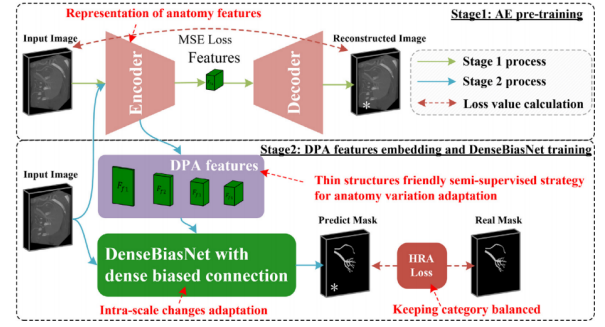 Representation of anatomy features
Stage1: AE pre-training
Input Image
Reconstructed Image
MSE Loss
Features
Encoder
Decoder
*
Stage 1 process
Stage 2 process
Loss value calculation
Stage2: DPA features embedding and DenseBiasNet training
Input Image
DPA features
Thin structures friendly semi-supervised strategy
for anatomy variation adaptation
Predict Mask
Real Mask
DenseBiasNet with
dense biased connection
HRA
Loss
*
Intra-scale changes adaptation
Keeping category balanced